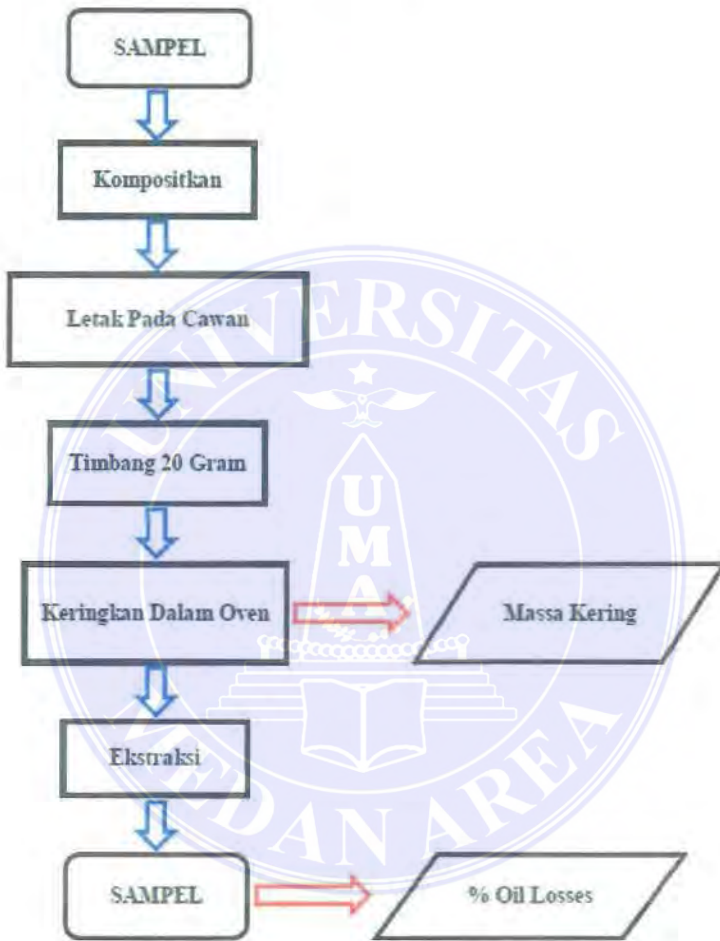 SAMPEL
Kompositkan
Letak Pada Cawan
Timbang 20 Gram
Keringkan Dalam Oven
Massa Kering
Ekstraksi
SAMPEL
% Oil Losses
UNIVERSITAS
MEDAN AREA
UMA